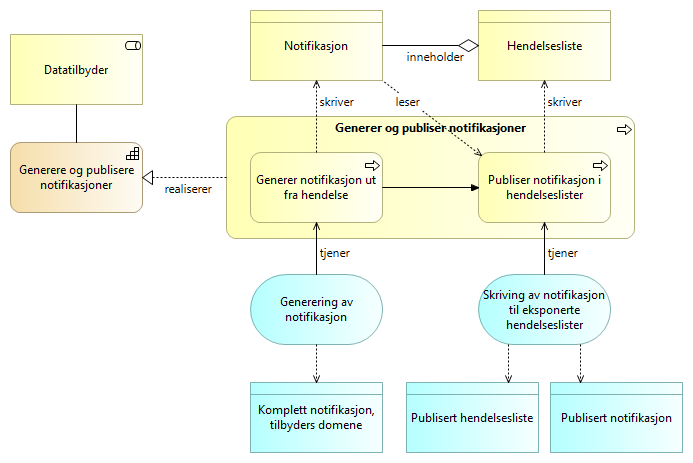 Notifikasjon
Hendelsesliste
inneholder
Datatilbyder
skriver
leser
skriver
Generer og publiser notifikasjoner
Generere og publisere
notifikasjoner
realiserer
Generer notifikasjon ut
fra hendelse
Publiser notifikasjon i
hendelseslister
tjener
tjener
Generering av
notifikasjon
Skriving av notifikasjon
til eksponerte
hendelseslister
Komplett notifikasjon,
tilbyders domene
Publisert hendelsesliste
Publisert notifikasjon